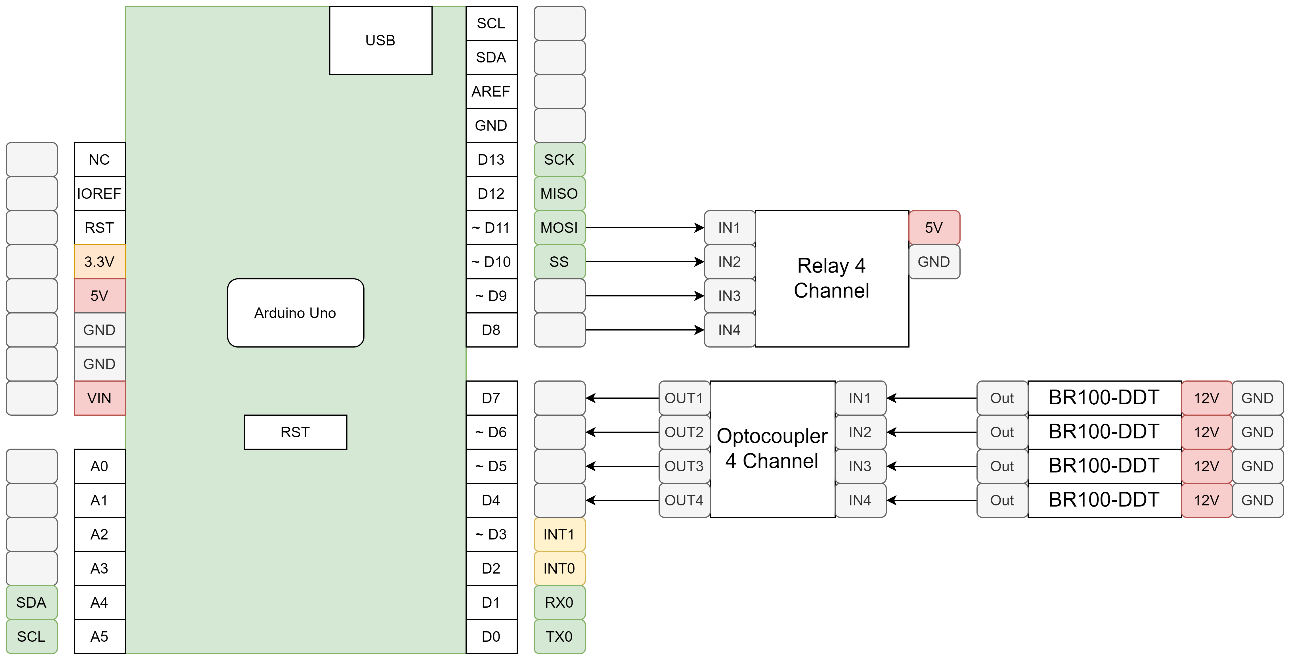 USB
SCL
SDA
AREF
GND
NC
D13
SCK
IOREF
D12
MISO
RST
~ D11
MOSI
IN1
5V
3.3V
~ D10
SS
IN2
Relay 4
Channel
GND
5V
Arduino Uno
~ D9
IN3
GND
D8
IN4
GND
VIN
D7
OUT1
IN1
Out
BR100-DDT
12V
GND
RST
~ D6
OUT2
Optocoupler
4 Channel
IN2
Out
BR100-DDT
12V
GND
A0
~ D5
OUT3
IN3
Out
BR100-DDT
12V
GND
A1
D4
OUT4
IN4
Out
BR100-DDT
12V
GND
A2
~ D3
INT1
A3
D2
INT0
SDA
A4
D1
RX0
SCL
A5
D0
TX0